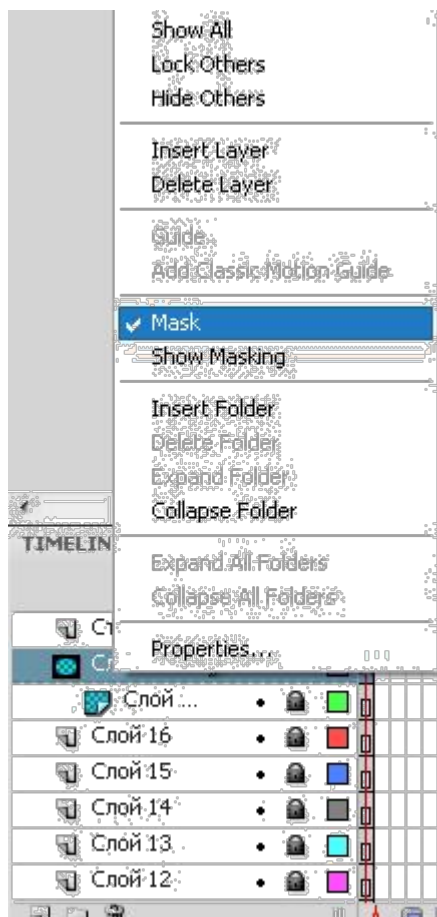 Show All
Lock Others
Hide Others
Insert Layer
Delete Layer
Guide
Add Classic Motion Guide
Mask
Show Masking
Insert Folder
Delete Folder
Expand Folder
Collapse Folder
TIMELIN
Expand All Folders
Collapse All Folders
Properties...
Слой ...
Слой 16
Слой 15
Слой 14
Слой 13
Слой 12